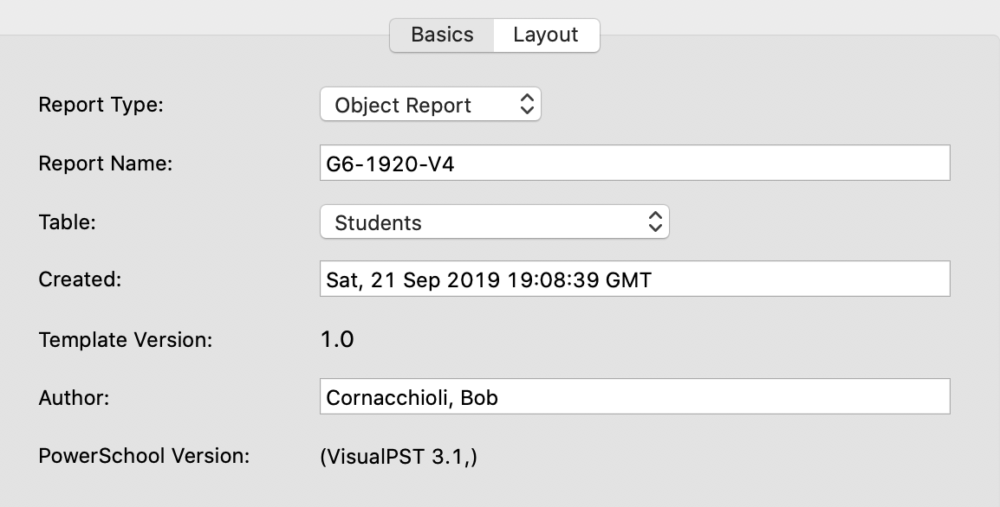 Basics Layout
Report Type: Object Report
Report Name: G6-1920-V4
Table: Students
Created: Sat, 21 Sep 2019 19:08:39 GMT
Template Version: 1.0
Author: Cornacchioli, Bob
PowerSchool Version: (VisualPST 3.1,)